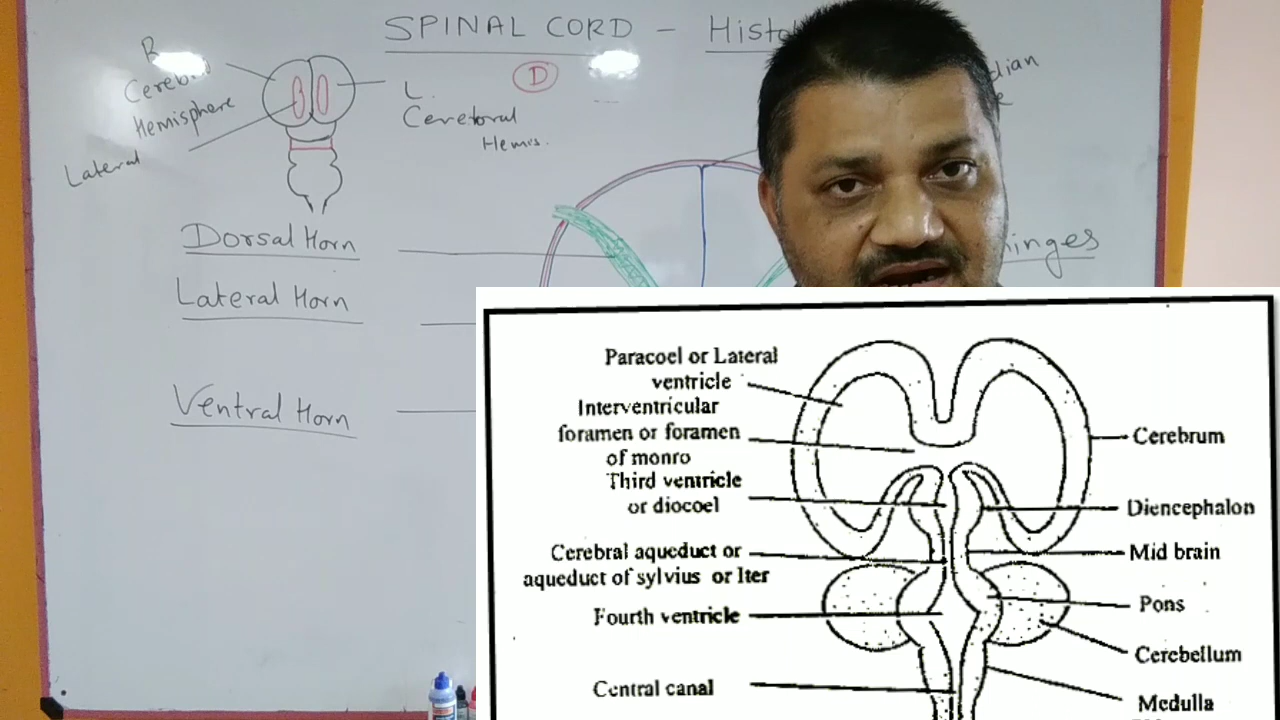 SPINAL CORD - Histo
R
Cerebr
Hemisphere
Lateral
L.
Ceretoral
Hemis.
D
dian
Dorsal Horn
inges
Lateral Horn
Ventral Horn
Paracoel or Lateral
ventricle
Interventricular
foramen or foramen
of monro
Third ventricle
or diocoel
Cerebral aqueduct or
aqueduct of sylvius or Iter
Fourth ventricle
Central canal
Cerebrum
Diencephalon
Mid brain
Pons
Cerebellum
Medulla